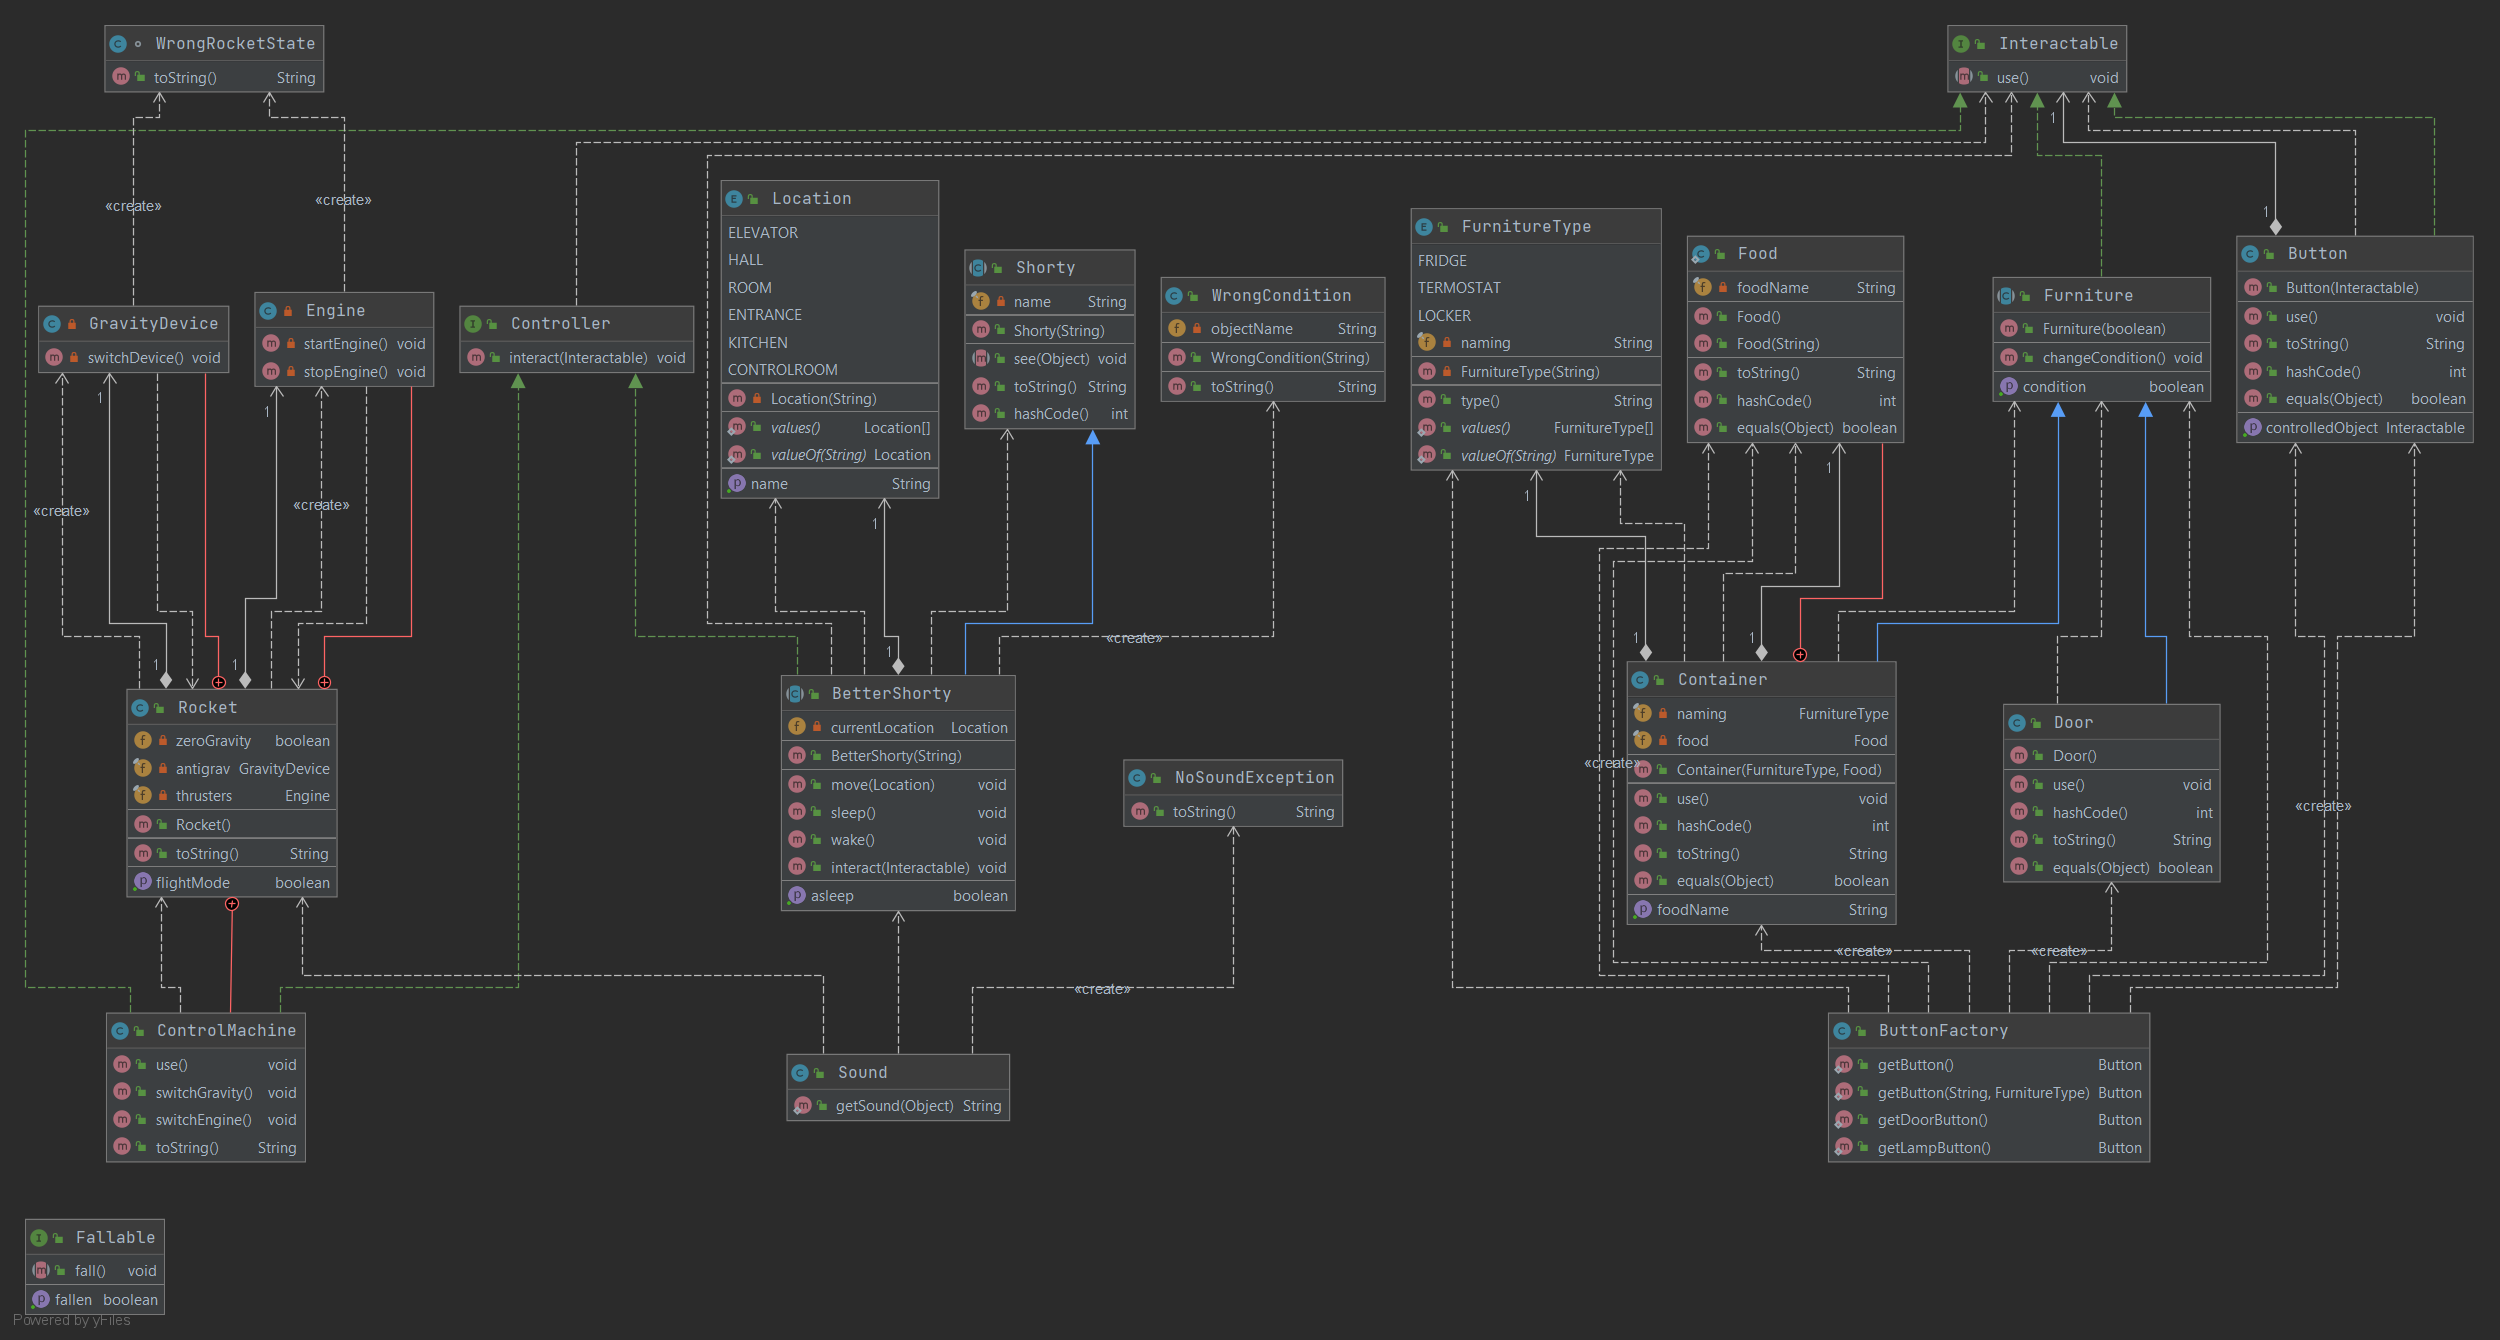 WrongRocketState
toString() String
Interactable
use() void
1
«create»
«create»
Location
ELEVATOR
HALL
ROOM
ENTRANCE
KITCHEN
CONTROLROOM
Location(String)
values() Location[]
valueOf(String) Location
name String
Shorty
name String
Shorty(String)
see(Object) void
toString() String
hashCode() int
WrongCondition
objectName String
WrongCondition(String)
toString() String
FurnitureType
FRIDGE
TERMOSTAT
LOCKER
naming String
FurnitureType(String)
type() String
values() FurnitureType[]
valueOf(String) FurnitureType
Food
foodName String
Food()
Food(String)
toString() String
hashCode() int
equals(Object) boolean
Furniture
Furniture(boolean)
changeCondition() void
condition boolean
1
Button
Button(Interactable)
use() void
toString() String
hashCode() int
equals(Object) boolean
controlledObject Interactable
GravityDevice
switchDevice() void
Engine
startEngine() void
stopEngine() void
Controller
interact(Interactable) void
1
1
1
1
1
«create»
«create»
1
1
1
1
1
«create»
Rocket
zeroGravity boolean
antigrav GravityDevice
thrusters Engine
Rocket()
toString() String
flightMode boolean
BetterShorty
currentLocation Location
BetterShorty(String)
move(Location) void
sleep() void
wake() void
interact(Interactable) void
asleep boolean
NoSoundException
toString() String
«create»
Container
naming FurnitureType
food Food
Container(FurnitureType, Food)
use() void
hashCode() int
toString() String
equals(Object) boolean
foodName String
Door
Door()
use() void
hashCode() int
toString() String
equals(Object) boolean
«create»
«create»
«create»
«create»
ControlMachine
use() void
switchGravity() void
switchEngine() void
toString() String
Sound
getSound(Object) String
ButtonFactory
getButton() Button
getButton(String, FurnitureType) Button
getDoorButton() Button
getLampButton() Button
Fallable
fall() void
fallen boolean
Powered by yFiles